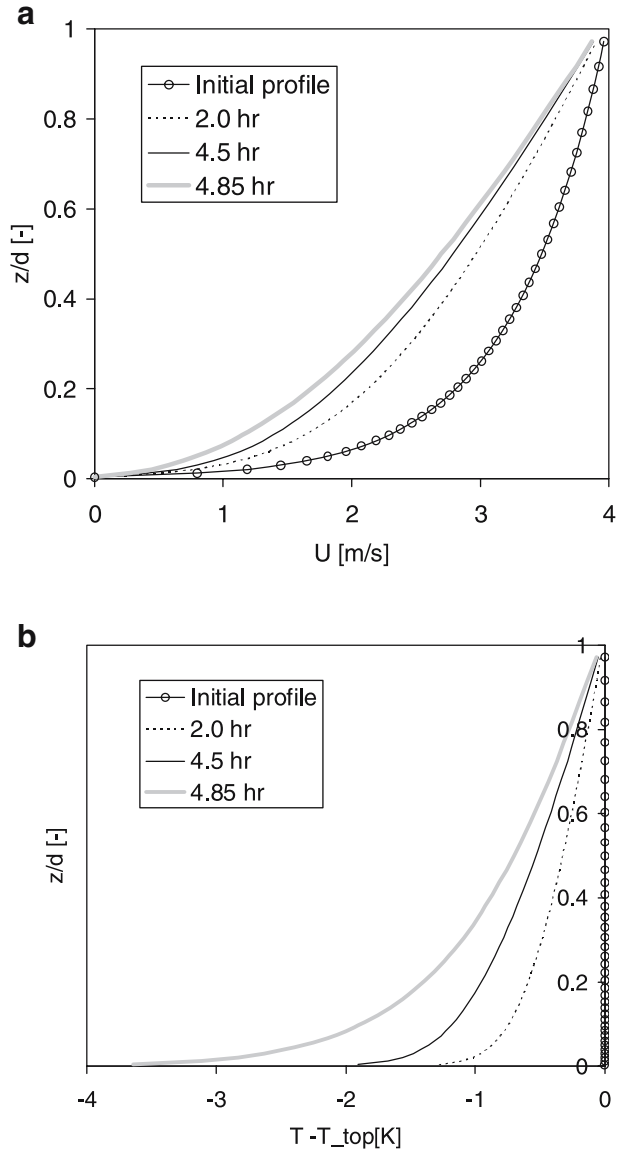 a
1
0.8
0.6
0.4
0.2
0
z/d [-]
Initial profile
2.0 hr
4.5 hr
4.85 hr
0 1 2 3 4
U [m/s]
b
1
0.8
0.6
0.4
0.2
0
z/d [-]
Initial profile
2.0 hr
4.5 hr
4.85 hr
-4 -3 -2 -1 0
T -T_top[K]